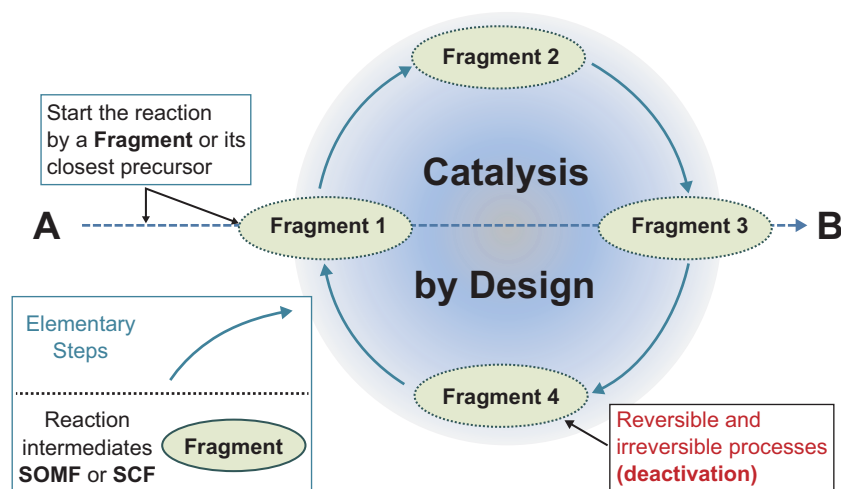 Fragment 2
Start the reaction
by a Fragment or its
closest precursor
Catalysis
A
Fragment 1
Fragment 3
B
by Design
Elementary
Steps
Fragment 4
Reaction
intermediates
SOMF or SCF
Fragment
Reversible and
irreversible processes
(deactivation)